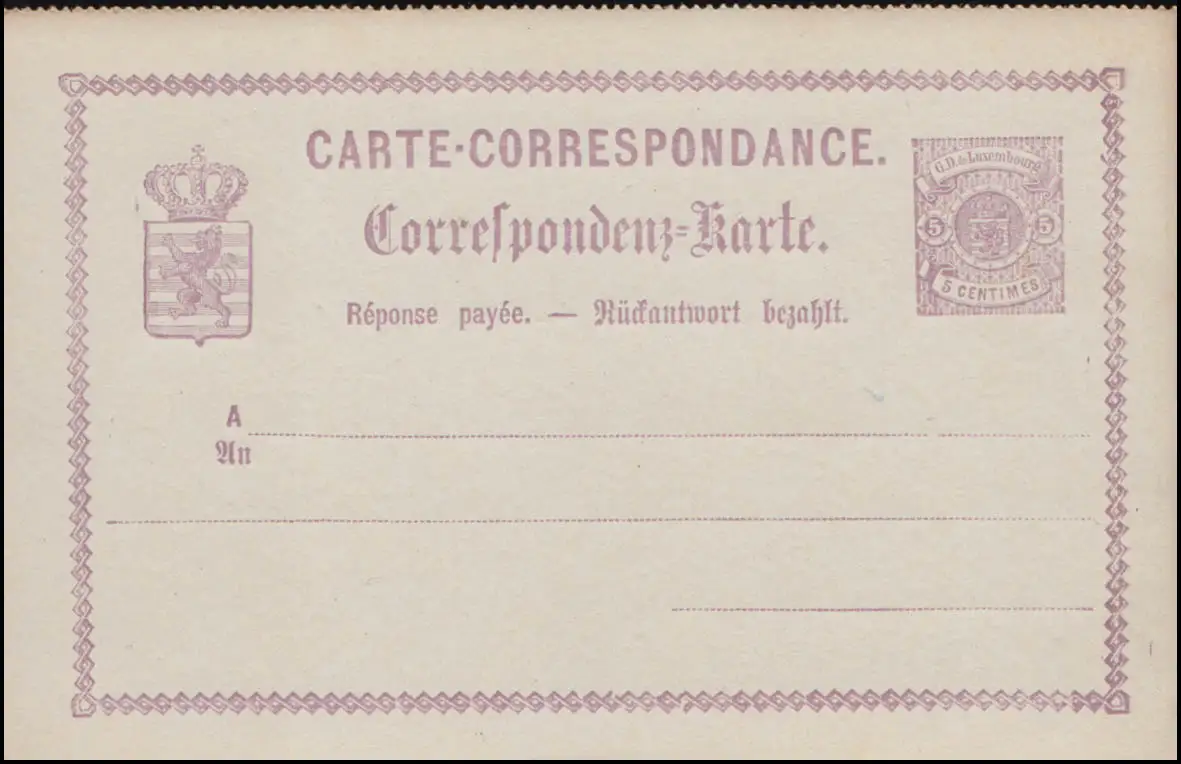 CARTE-CORRESPONDANCE.
Correspondenz-Karte.
Réponse payée. — Rückantwort bezahlt.
G.D. de Luxembourg
5 5
5 CENTIMES
A
An